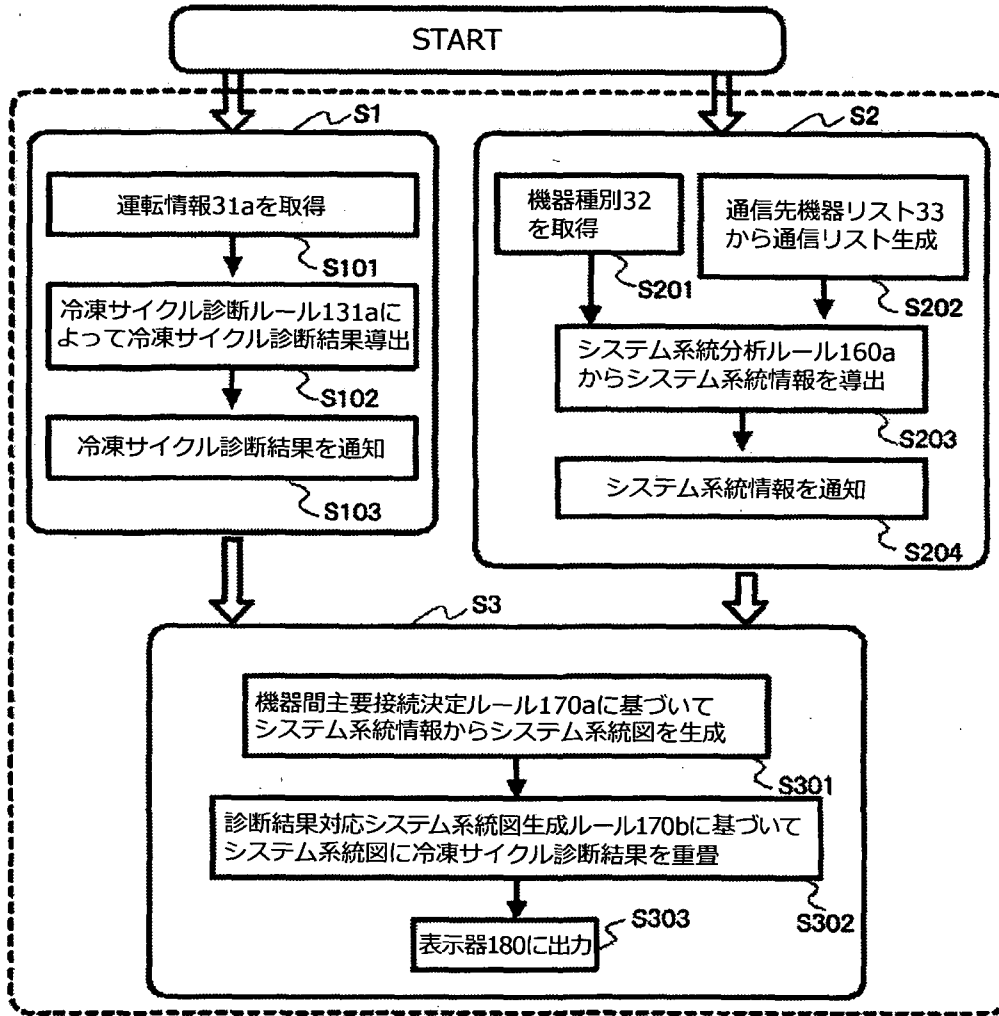 START
S1
運転情報31aを取得
S101
冷凍サイクル診断ルール131aに
よって冷凍サイクル診断結果導出
S102
冷凍サイクル診断結果を通知
S103
S2
機器種別32
を取得
S201
通信先機器リスト33
から通信リスト生成
S202
システム系統分析ルール160a
からシステム系統情報を導出
S203
システム系統情報を通知
S204
S3
機器間主要接続決定ルール170aに基づいて
システム系統情報からシステム系統図を生成
S301
診断結果対応システム系統図生成ルール170bに基づいて
システム系統図に冷凍サイクル診断結果を重畳
S302
S303
表示器180に出力